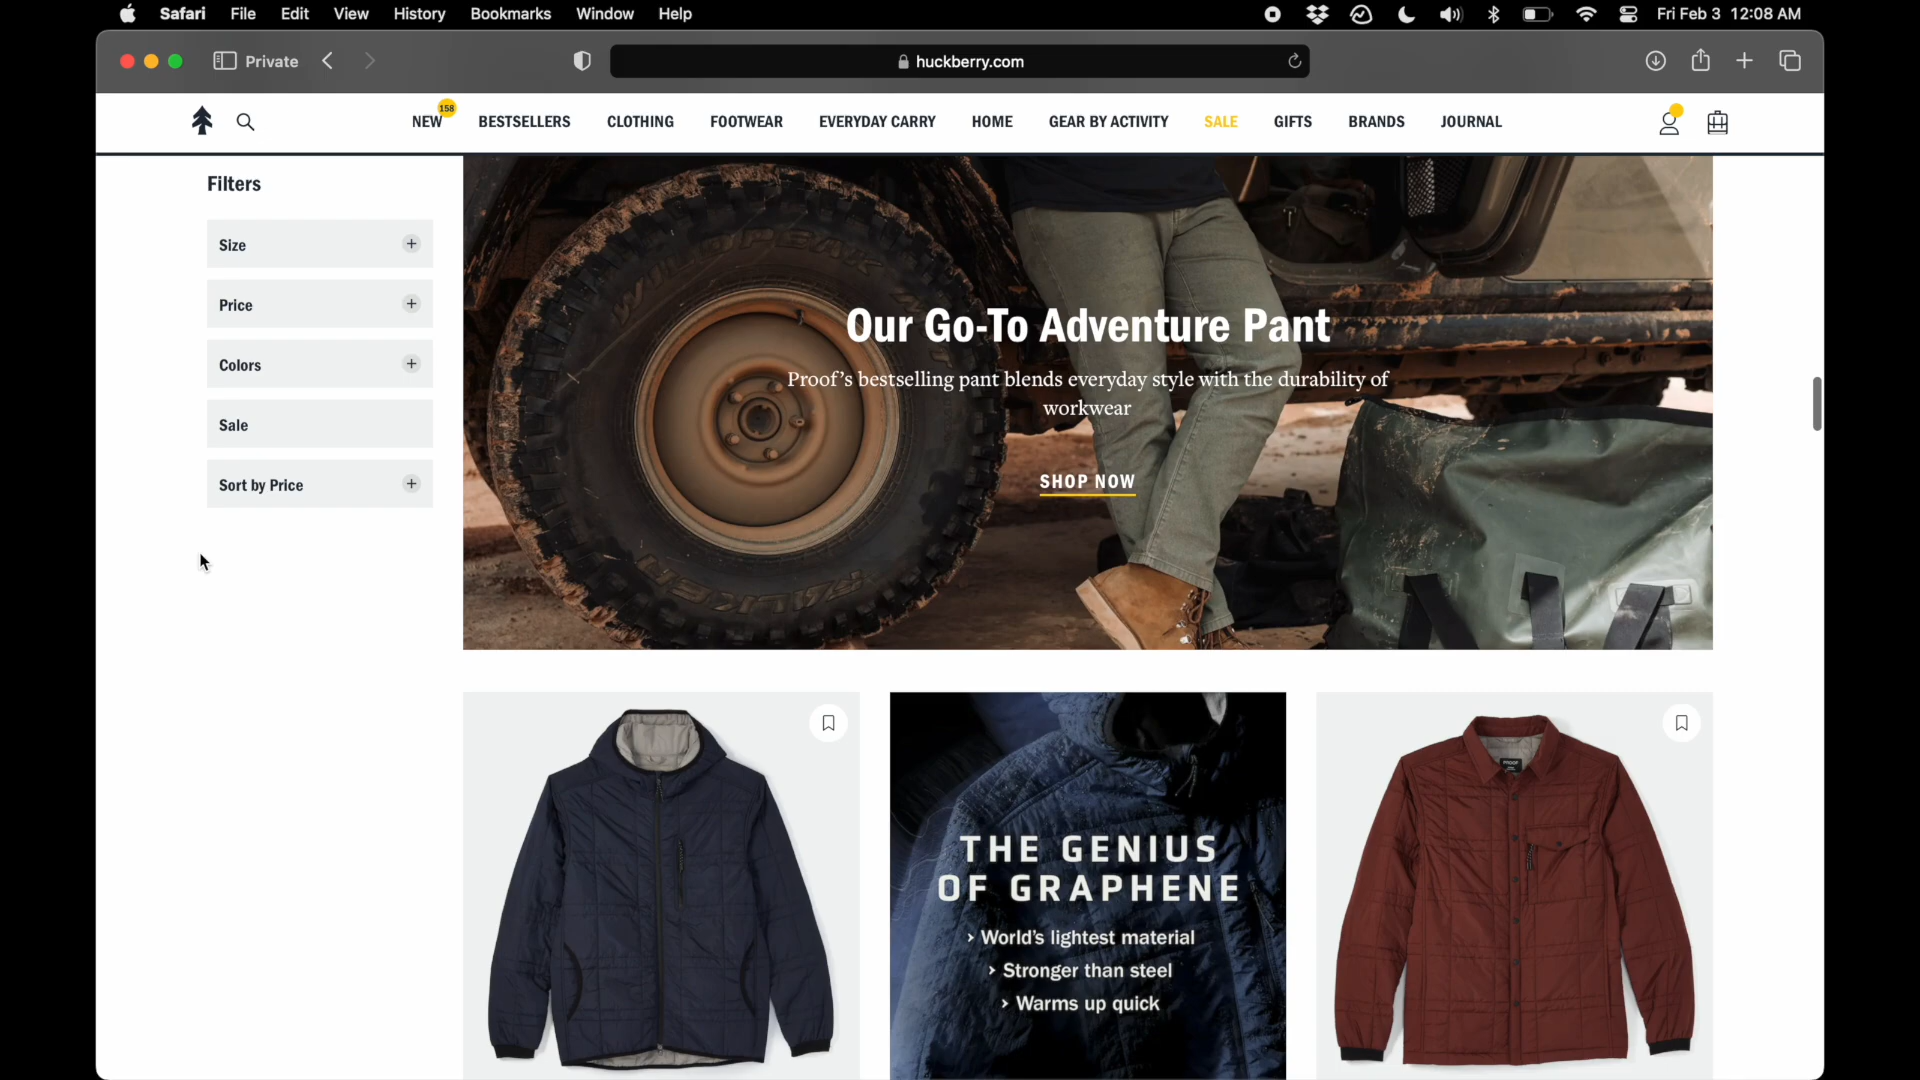 Safari File Edit View History Bookmarks Window Help Fri Feb 3 12:08 AM
Private huckberry.com
NEW 158 BESTSELLERS CLOTHING FOOTWEAR EVERYDAY CARRY HOME GEAR BY ACTIVITY SALE GIFTS BRANDS JOURNAL
Filters
Size +
Price +
Colors +
Sale
Sort by Price +
WILDPEAK
FALKEN
Our Go-To Adventure Pant
Proof's bestselling pant blends everyday style with the durability of
workwear
SHOP NOW
PROOF
THE GENIUS
OF GRAPHENE
> World's lightest material
> Stronger than steel
> Warms up quick